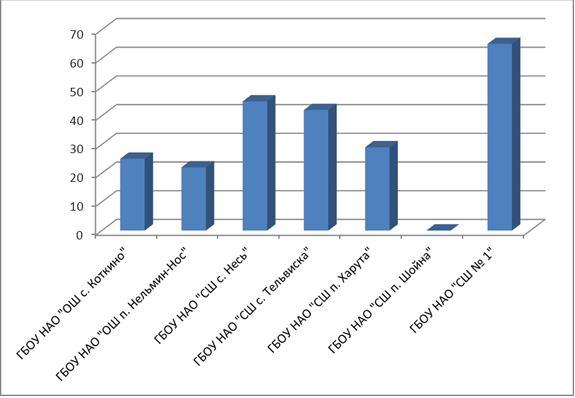 70
60
50
40
30
20
10
0
ГБОУ НАО "ОШ с. Коткино"
ГБОУ НАО "ОШ п. Нельмин-Нос"
ГБОУ НАО "СШ с. Несь"
ГБОУ НАО "СШ с. Тельвиска"
ГБОУ НАО "СШ п. Харута"
ГБОУ НАО "СШ п. Шойна"
ГБОУ НАО "СШ № 1"